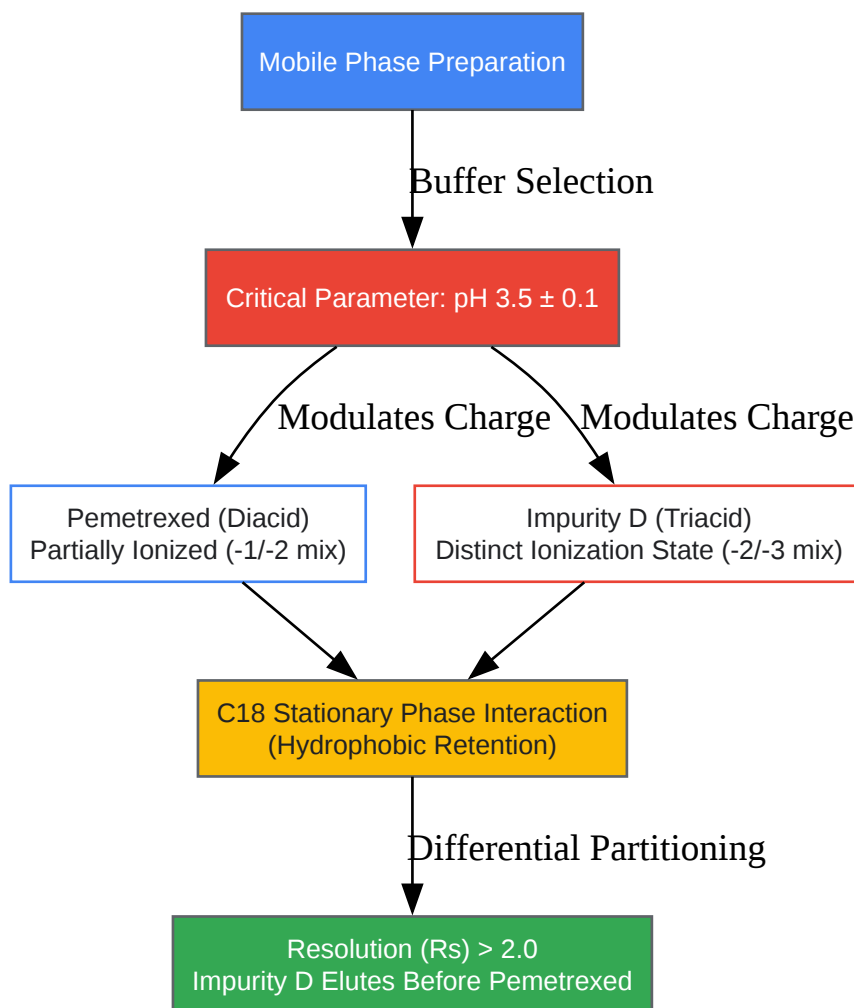 Mobile Phase Preparation
Buffer Selection
Critical Parameter: pH 3.5 ± 0.1
Modulates Charge
Modulates Charge
Pemetrexed (Diacid)
Partially Ionized (-1/-2 mix)
Impurity D (Triacid)
Distinct Ionization State (-2/-3 mix)
C18 Stationary Phase Interaction
(Hydrophobic Retention)
Differential Partitioning
Resolution (Rs) > 2.0
Impurity D Elutes Before Pemetrexed